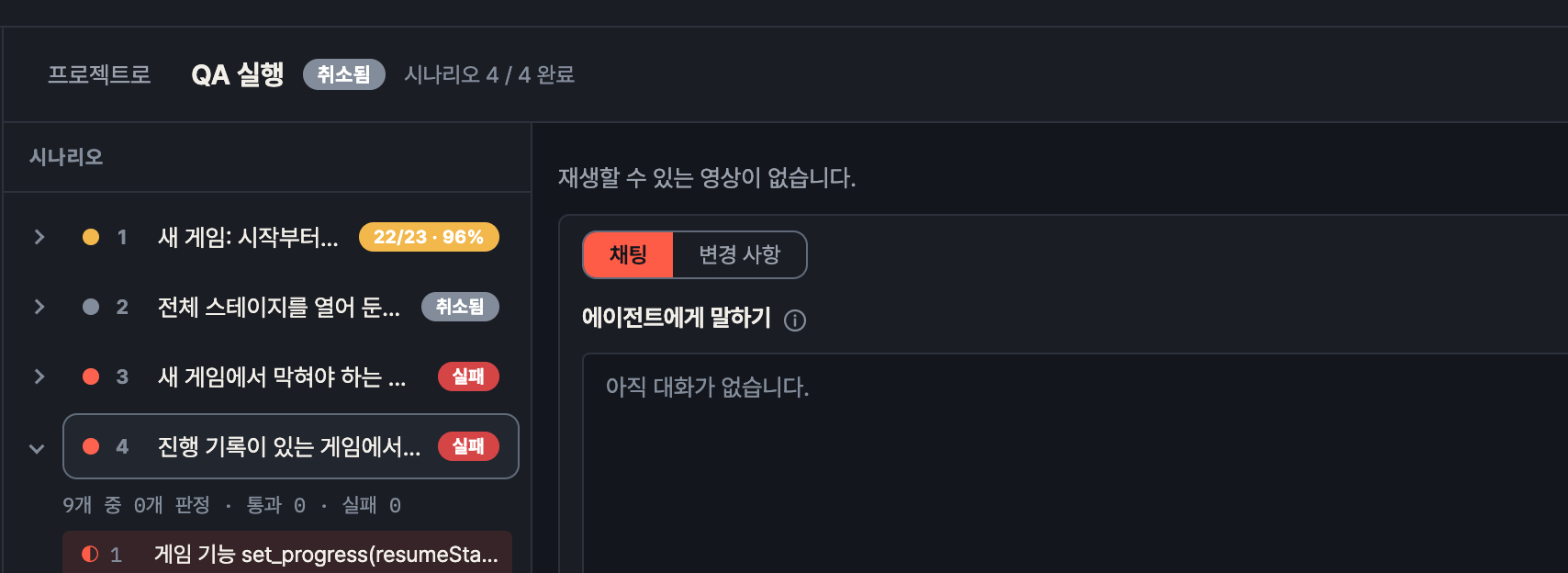 프로젝트로 QA 실행 취소됨 시나리오 4 / 4 완료
시나리오
1 새 게임: 시작부터... 22/23 · 96%
2 전체 스테이지를 열어 둔... 취소됨
3 새 게임에서 막혀야 하는 ... 실패
4 진행 기록이 있는 게임에서... 실패
9개 중 0개 판정 · 통과 0 · 실패 0
1 게임 기능 set_progress(resumeSta...
재생할 수 있는 영상이 없습니다.
채팅 변경 사항
에이전트에게 말하기
아직 대화가 없습니다.